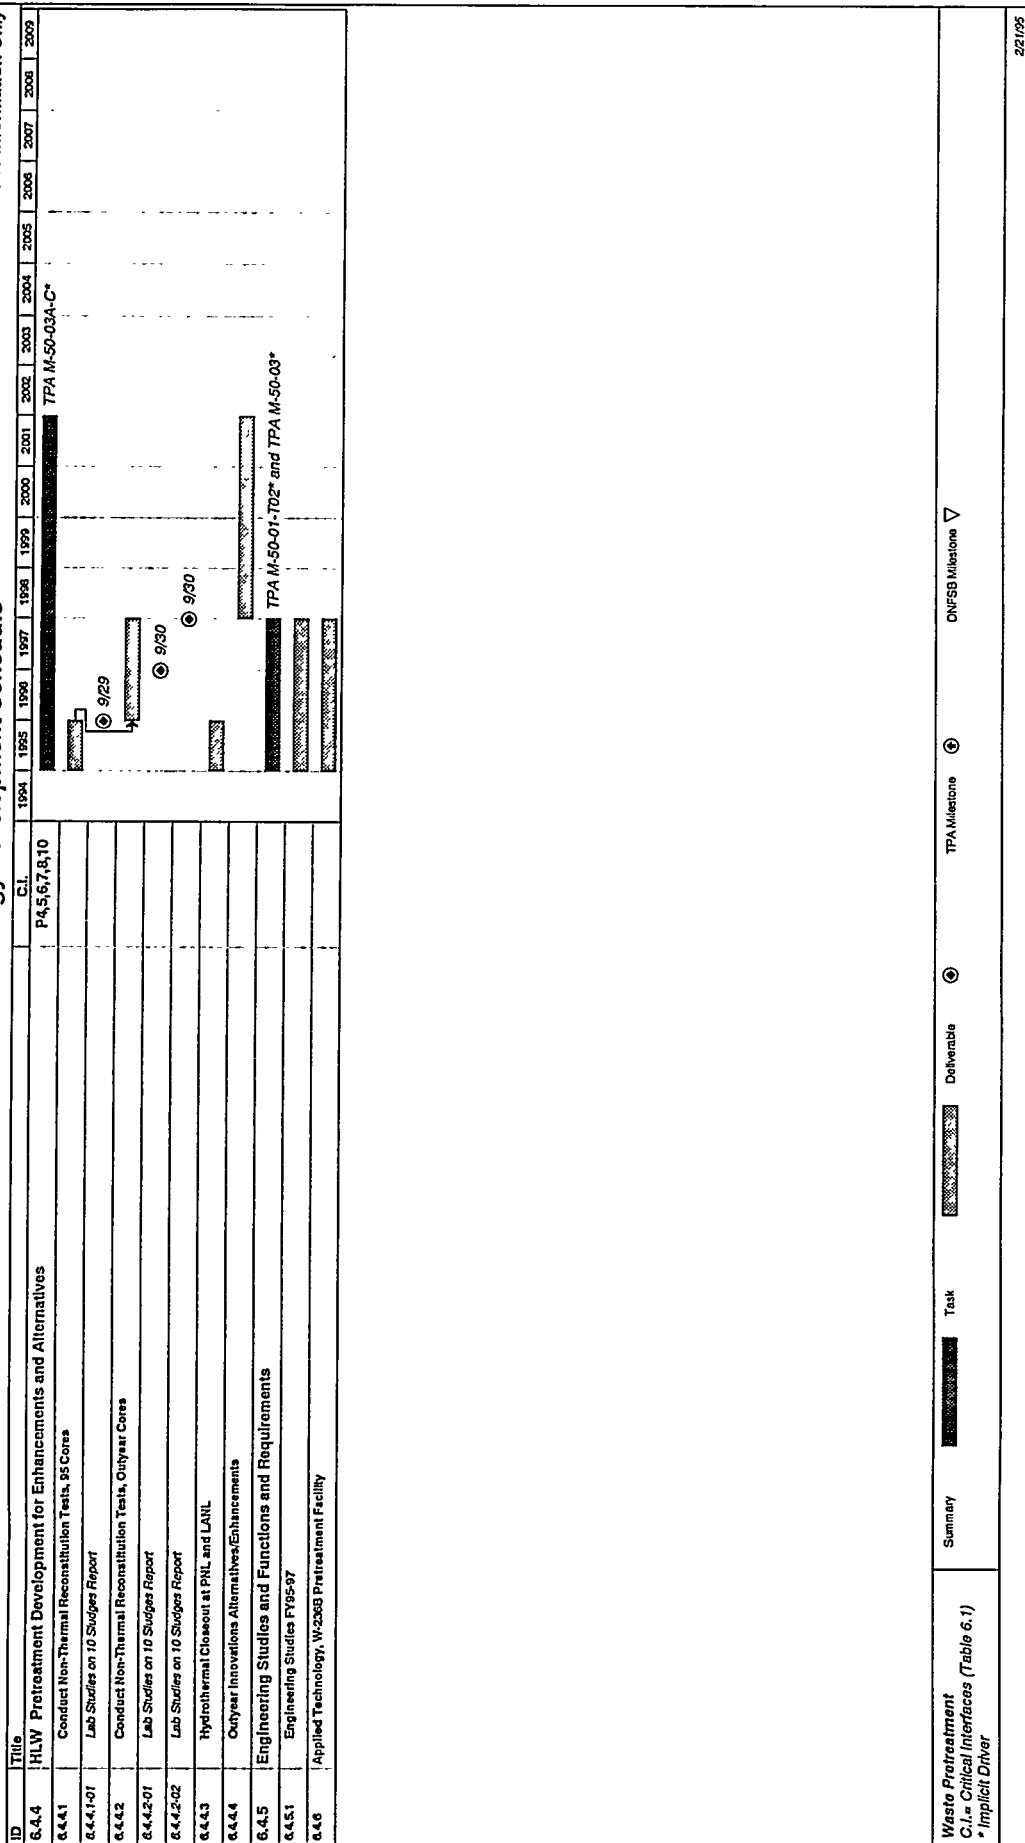 ID Title C.I. 1994 1995 1996 1997 1998 1999 2000 2001 2002 2003 2004 2005 2006 2007 2008 2009
6.4.4 HLW Pretreatment Development for Enhancements and Alternatives P4,5,6,7,8,10 TPA M-50-03A-C*
6.4.4.1 Conduct Non-Thermal Reconstitution Tests, 95 Cores
6.4.4.1-01 Lab Studies on 10 Sludges Report 9/29
6.4.4.2 Conduct Non-Thermal Reconstitution Tests, Outyear Cores
6.4.4.2-01 Lab Studies on 10 Sludges Report 9/30
6.4.4.2-02 Lab Studies on 10 Sludges Report 9/30
6.4.4.3 Hydrothermal Closeout at PNL and LANL
6.4.4.4 Outyear Innovations Alternatives/Enhancements
6.4.5 Engineering Studies and Functions and Requirements TPA M-50-01-T02* and TPA M-50-03*
6.4.5.1 Engineering Studies FY95-97
6.4.6 Applied Technology, W-236B Pretreatment Facility
Waste Pretreatment
C.I.= Critical Interfaces (Table 6.1)
* Implicit Driver
Summary Task Deliverable TPA Milestone DNFSB Milestone
2/21/95